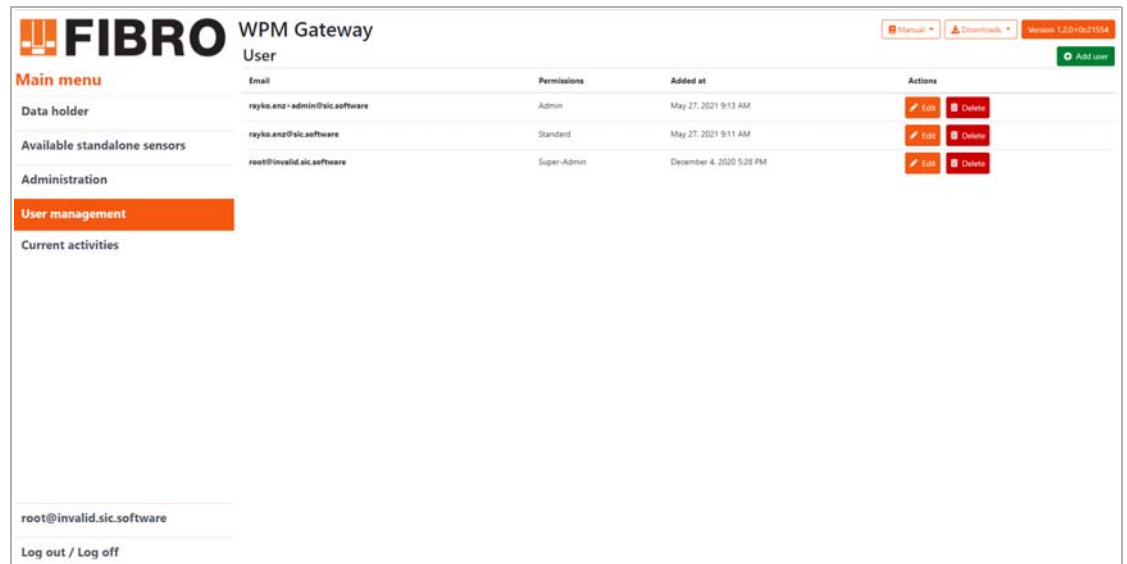 FIBRO
WPM Gateway
Manual
Downloads
Version 1.2.0+0c21554
User
Add user
Main menu
Data holder
Available standalone sensors
Administration
User management
Current activities
Email Permissions Added at Actions
rayko.enz+admin@sic.software Admin May 27, 2021 9:13 AM Edit Delete
rayko.enz@sic.software Standard May 27, 2021 9:11 AM Edit Delete
root@invalid.sic.software Super-Admin December 4, 2020 5:28 PM Edit Delete
root@invalid.sic.software
Log out / Log off